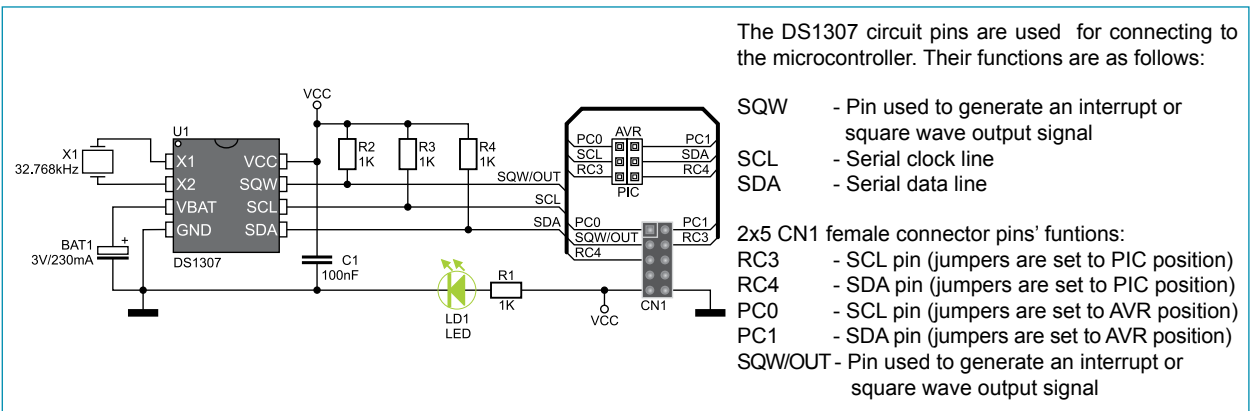 The DS1307 circuit pins are used for connecting to
the microcontroller. Their functions are as follows:
SQW - Pin used to generate an interrupt or
square wave output signal
SCL - Serial clock line
SDA - Serial data line
2x5 CN1 female connector pins' funtions:
RC3 - SCL pin (jumpers are set to PIC position)
RC4 - SDA pin (jumpers are set to PIC position)
PC0 - SCL pin (jumpers are set to AVR position)
PC1 - SDA pin (jumpers are set to AVR position)
SQW/OUT - Pin used to generate an interrupt or
square wave output signal
VCC
U1
X1
32.768kHz
X1
X2
VBAT
GND
VCC
SQW
SCL
SDA
DS1307
BAT1
3V/230mA
+
C1
100nF
R2
1K
R3
1K
R4
1K
SQW/OUT
SCL
SDA
AVR
PC0
PC1
SCL
SDA
RC3
RC4
PIC
PC0
PC1
SQW/OUT
RC3
RC4
CN1
LD1
LED
R1
1K
VCC